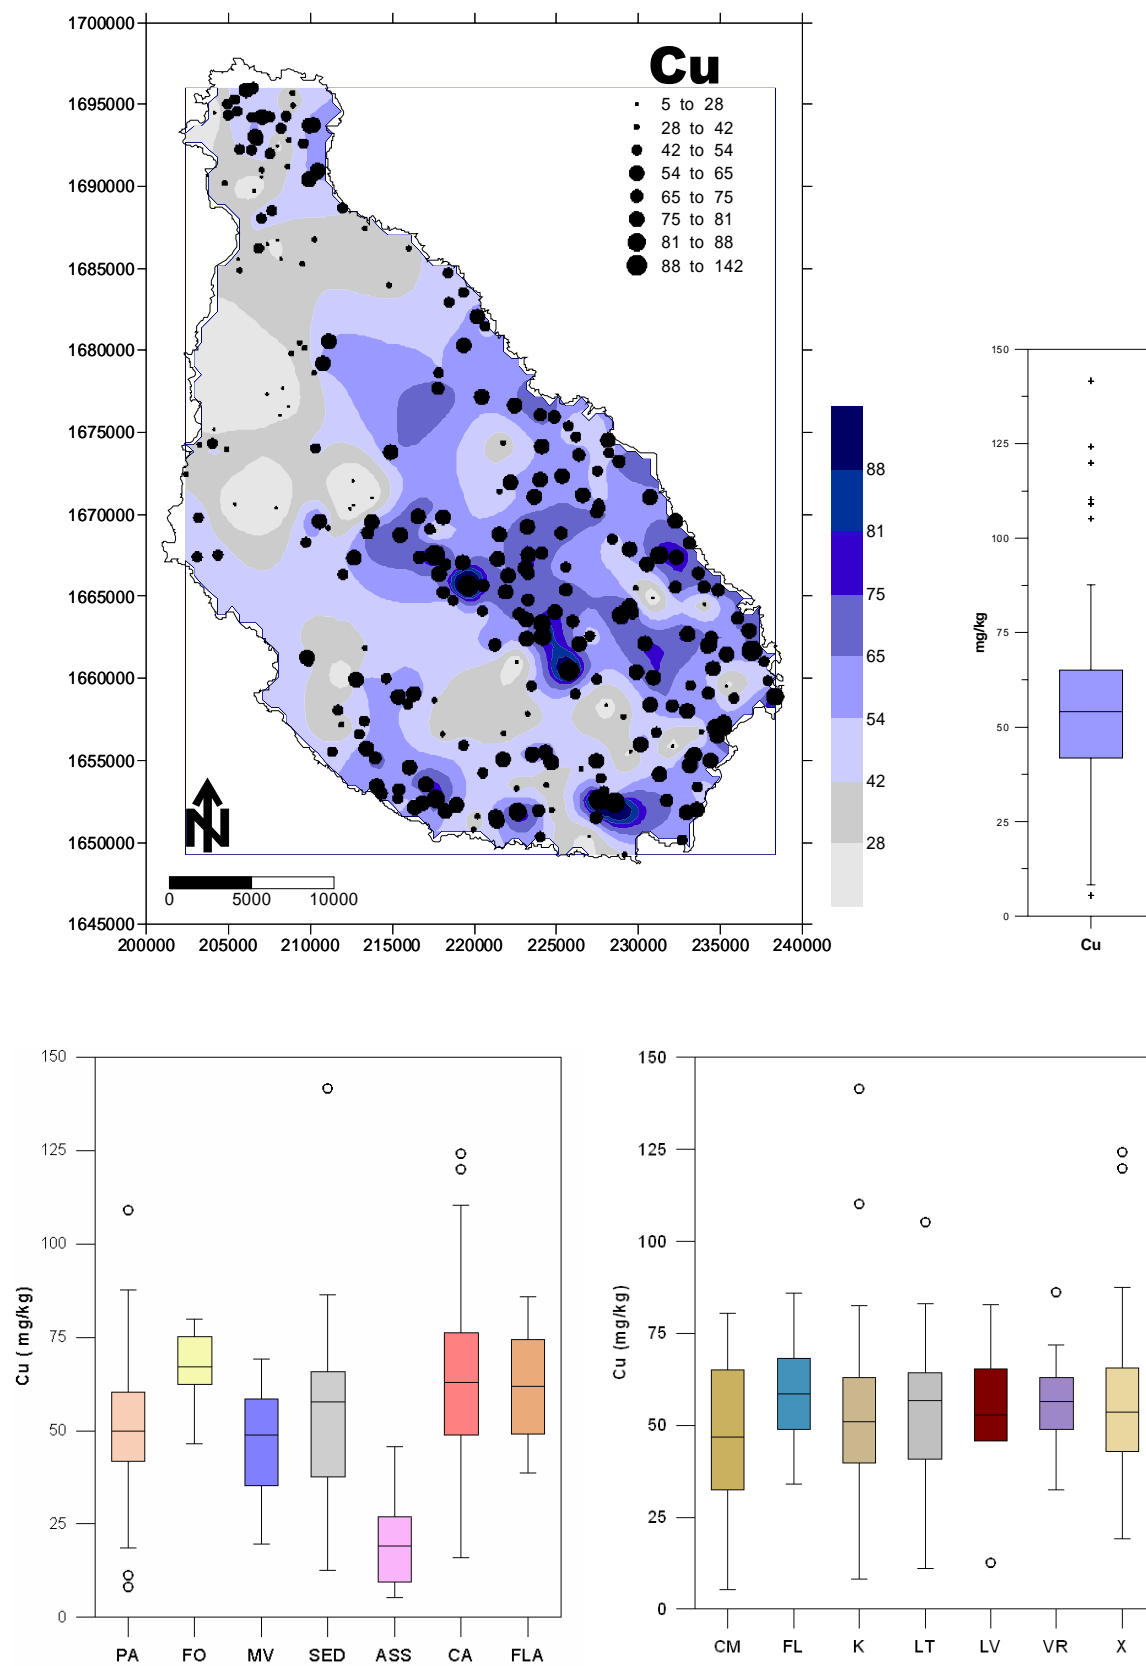 Cu
5 to 28
28 to 42
42 to 54
54 to 65
65 to 75
75 to 81
81 to 88
88 to 142
1700000
1695000
1690000
1685000
1680000
1675000
1670000
1665000
1660000
1655000
1650000
1645000
200000 205000 210000 215000 220000 225000 230000 235000 240000
N
0 5000 10000
88
81
75
65
54
42
28
150
125
100
75
50
25
0
mg/kg
Cu
150
125
100
75
50
25
0
Cu ( mg/kg)
PA FO MV SED ASS CA FLA
150
125
100
75
50
25
0
Cu (mg/kg)
CM FL K LT LV VR X